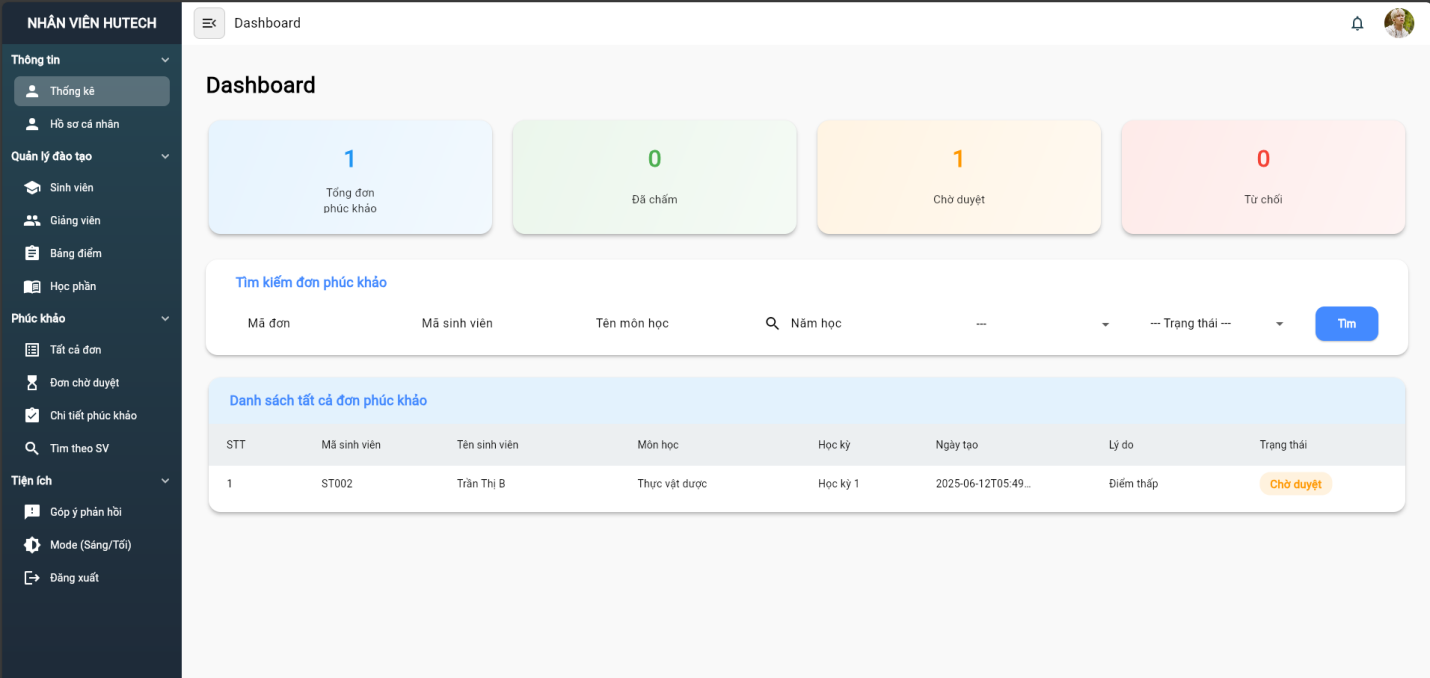 NHÂN VIÊN HUTECH
Dashboard
Thông tin
Thống kê
Hồ sơ cá nhân
Quản lý đào tạo
Sinh viên
Giảng viên
Bảng điểm
Học phần
Phúc khảo
Tất cả đơn
Đơn chờ duyệt
Chi tiết phúc khảo
Tìm theo SV
Tiện ích
Góp ý phản hồi
Mode (Sáng/Tối)
Đăng xuất
Dashboard
1
Tổng đơn
phúc khảo
0
Đã chấm
1
Chờ duyệt
0
Từ chối
Tìm kiếm đơn phúc khảo
Mã đơn Mã sinh viên Tên môn học Năm học --- --- Trạng thái --- Tìm
Danh sách tất cả đơn phúc khảo
STT Mã sinh viên Tên sinh viên Môn học Học kỳ Ngày tạo Lý do Trạng thái
1 ST002 Trần Thị B Thực vật dược Học kỳ 1 2025-06-12T05:49... Điểm thấp Chờ duyệt